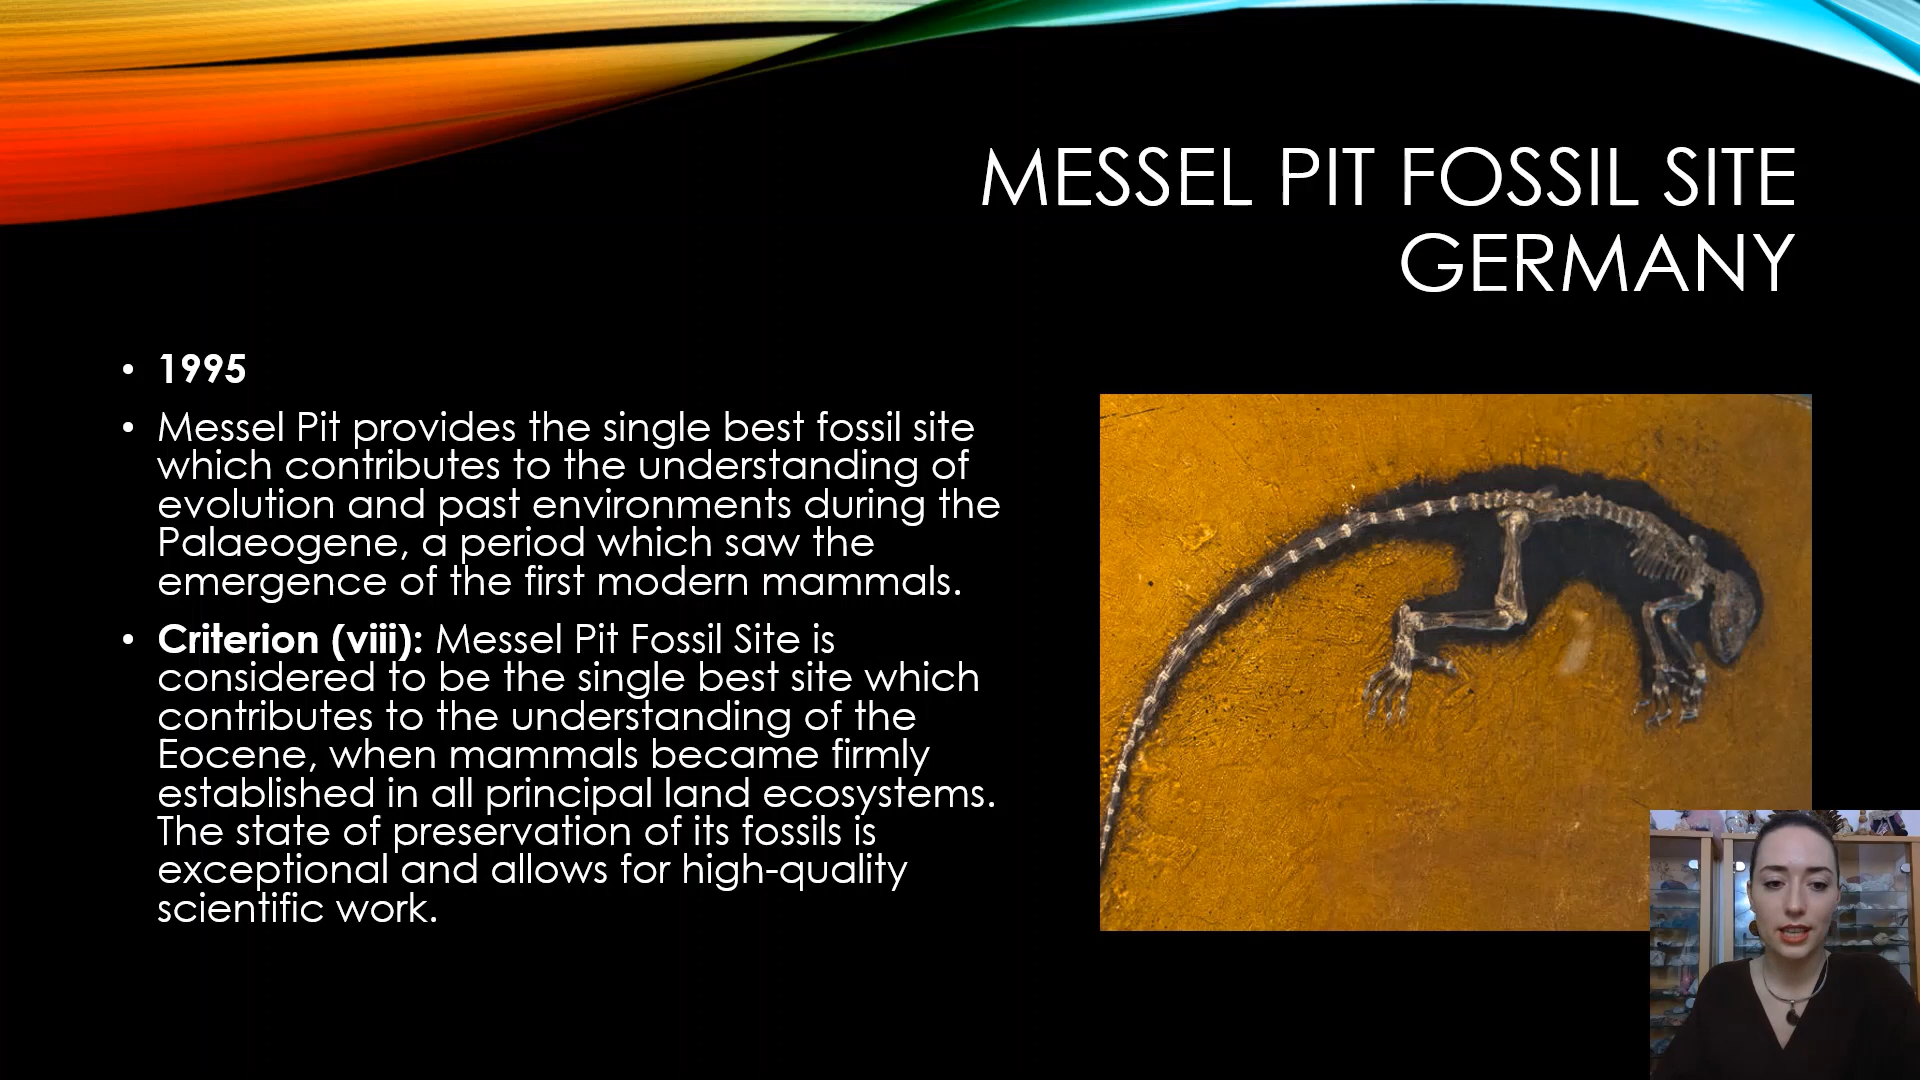 MESSEL PIT FOSSIL SITE
GERMANY
• 1995
• Messel Pit provides the single best fossil site
which contributes to the understanding of
evolution and past environments during the
Palaeogene, a period which saw the
emergence of the first modern mammals.
• Criterion (viii): Messel Pit Fossil Site is
considered to be the single best site which
contributes to the understanding of the
Eocene, when mammals became firmly
established in all principal land ecosystems.
The state of preservation of its fossils is
exceptional and allows for high-quality
scientific work.